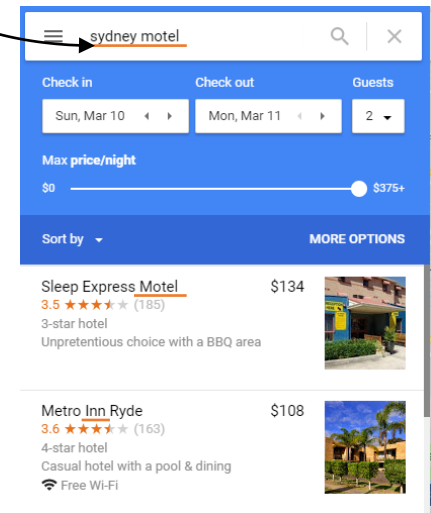 sydney motel
Check in Check out Guests
Sun, Mar 10 Mon, Mar 11 2
Max price/night
$0 $375+
Sort by MORE OPTIONS
Sleep Express Motel $134
3.5 ★★★★★ (185)
3-star hotel
Unpretentious choice with a BBQ area
Metro Inn Ryde $108
3.6 ★★★★★ (163)
4-star hotel
Casual hotel with a pool & dining
Free Wi-Fi